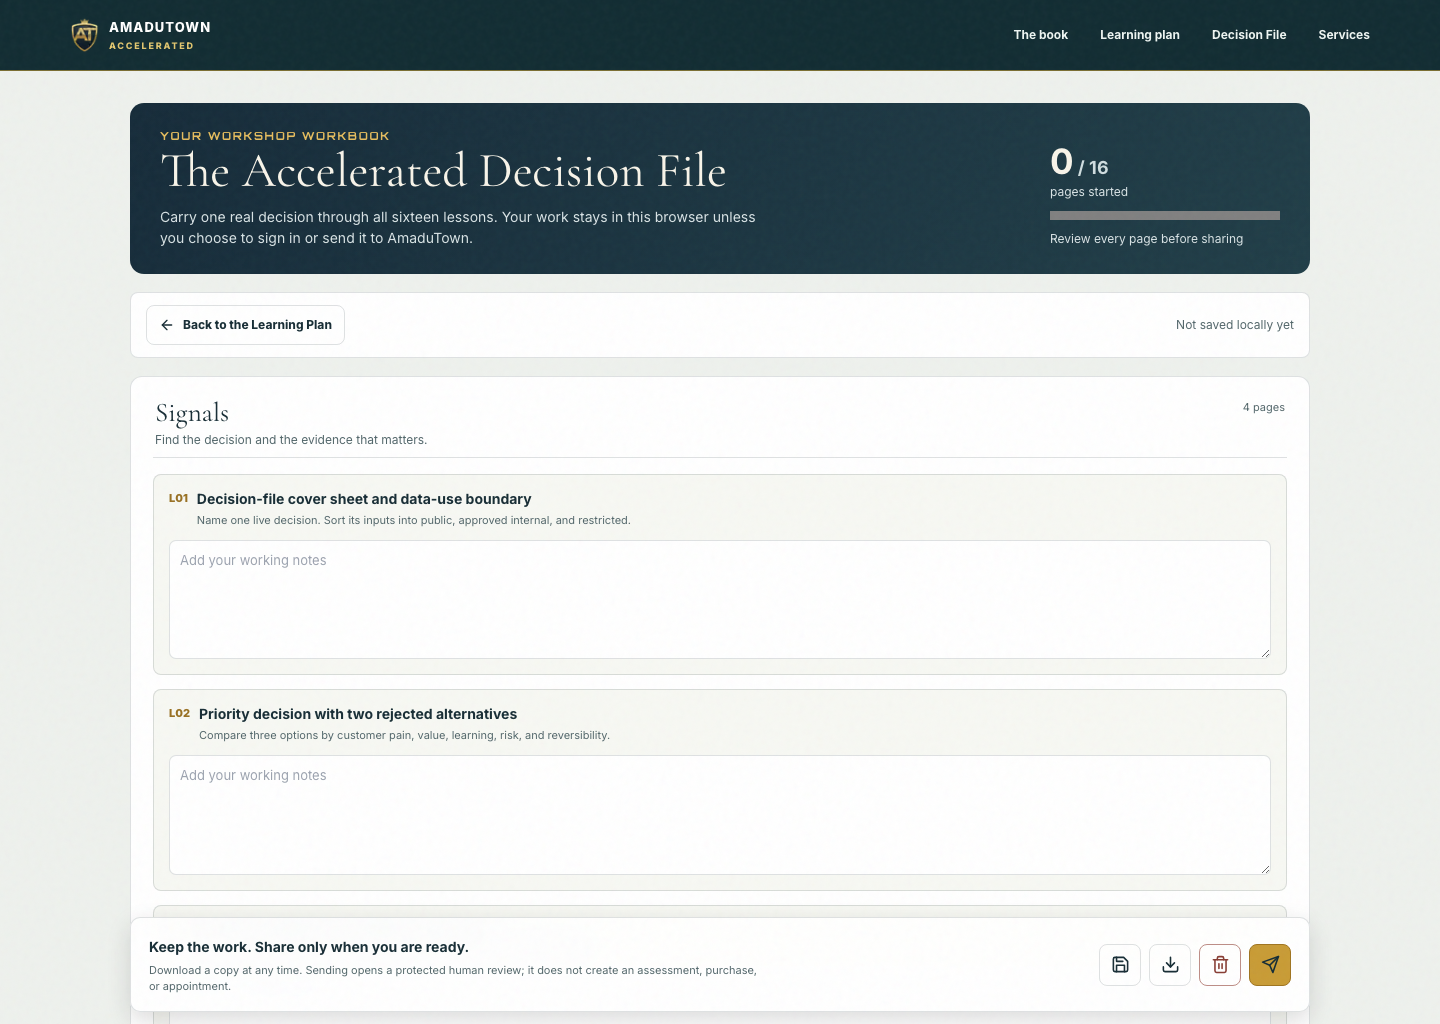 AMADUTOWN
ACCELERATED
The book
Learning plan
Decision File
Services
YOUR WORKSHOP WORKBOOK
The Accelerated Decision File
Carry one real decision through all sixteen lessons. Your work stays in this browser unless
you choose to sign in or send it to AmaduTown.
0 / 16
pages started
Review every page before sharing
Back to the Learning Plan
Not saved locally yet
Signals
4 pages
Find the decision and the evidence that matters.
L01 Decision-file cover sheet and data-use boundary
Name one live decision. Sort its inputs into public, approved internal, and restricted.
Add your working notes
L02 Priority decision with two rejected alternatives
Compare three options by customer pain, value, learning, risk, and reversibility.
Add your working notes
Keep the work. Share only when you are ready.
Download a copy at any time. Sending opens a protected human review; it does not create an assessment, purchase,
or appointment.